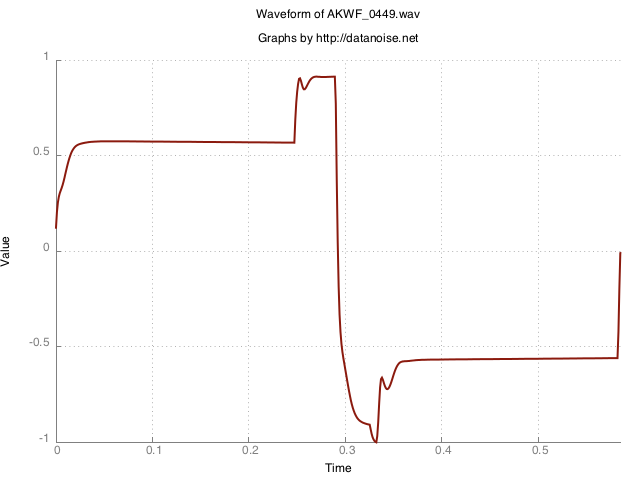 Waveform of AKWF_0449.wav
Graphs by http://datanoise.net
1
0.5
0
-0.5
-1
Value
0 0.1 0.2 0.3 0.4 0.5
Time